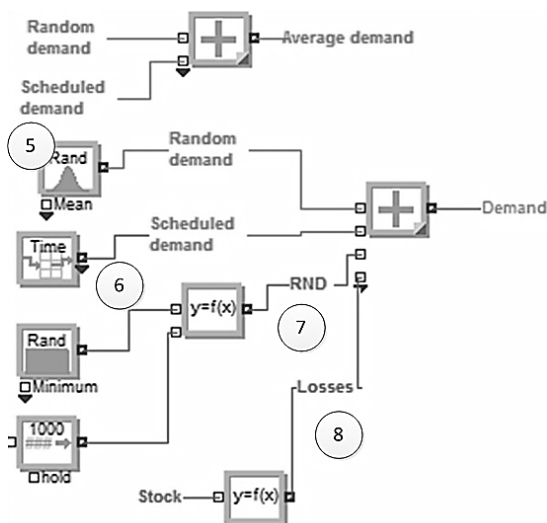 Random
demand
Average demand
Scheduled
demand
5
Rand
Mean
Random
demand
Demand
Time
Scheduled
demand
6
y=f(x)
RND
7
Rand
Minimum
1000
###
hold
Losses
8
Stock
y=f(x)